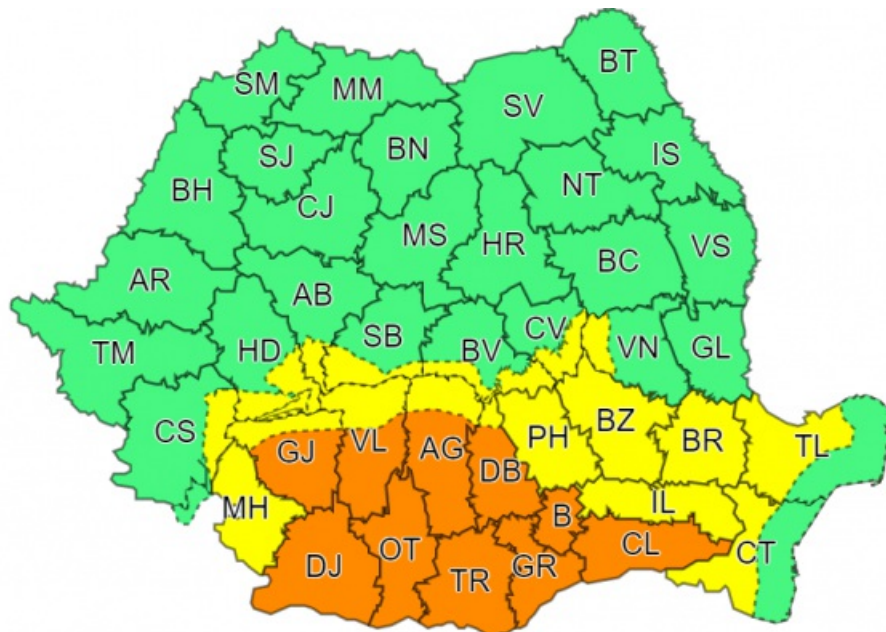 BT
SM
MM
SV
SJ
BN
IS
BH
NT
CJ
MS
HR
VS
BC
AR
AB
TM
HD
SB
BV
CV
VN
GL
CS
GJ
VL
AG
DB
PH
BZ
BR
TL
MH
IL
B
DJ
OT
TR
GR
CL
CT